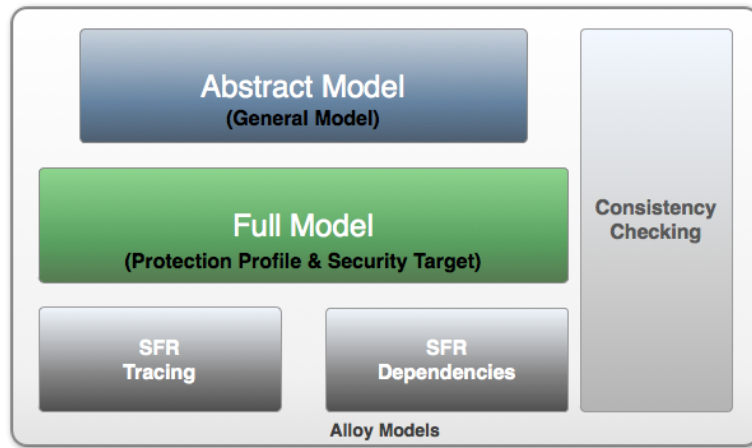 Abstract Model
(General Model)
Full Model
(Protection Profile & Security Target)
Consistency
Checking
SFR
Tracing
SFR
Dependencies
Alloy Models